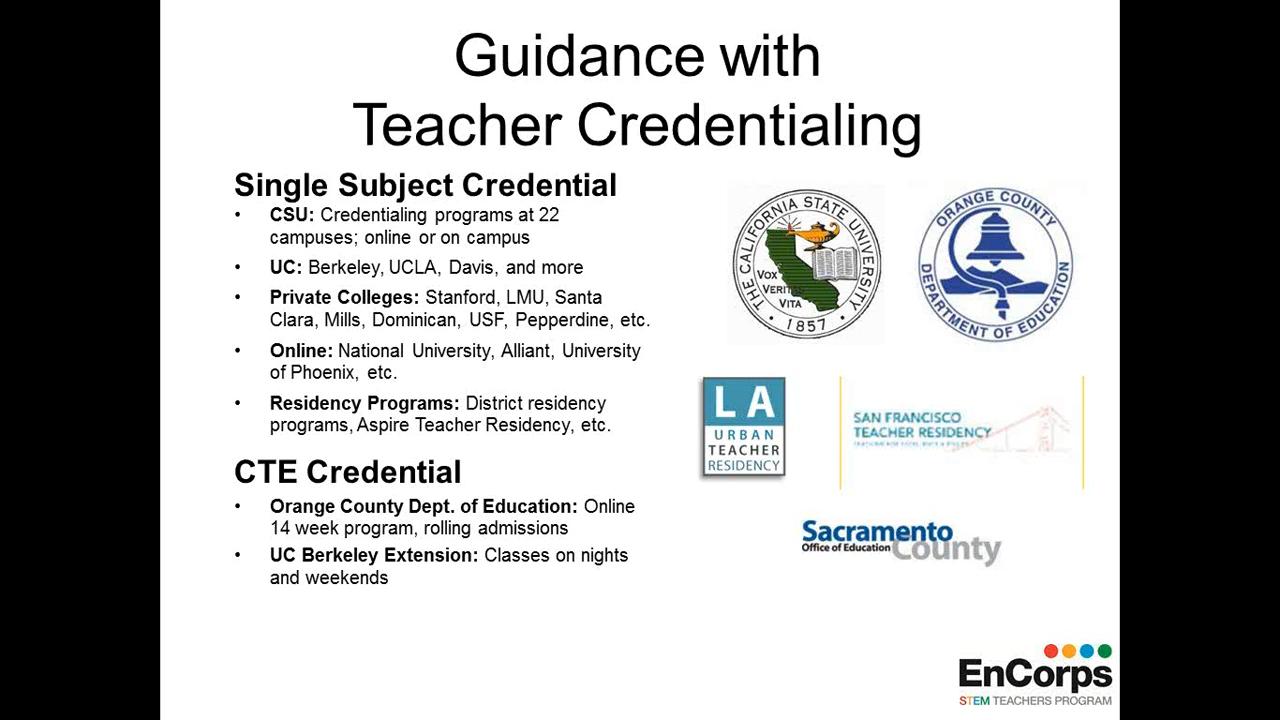 Guidance with
Teacher Credentialing
Single Subject Credential
• CSU: Credentialing programs at 22
campuses; online or on campus
• UC: Berkeley, UCLA, Davis, and more
• Private Colleges: Stanford, LMU, Santa
Clara, Mills, Dominican, USF, Pepperdine, etc.
• Online: National University, Alliant, University
of Phoenix, etc.
• Residency Programs: District residency
programs, Aspire Teacher Residency, etc.
CTE Credential
• Orange County Dept. of Education: Online
14 week program, rolling admissions
• UC Berkeley Extension: Classes on nights
and weekends
THE CALIFORNIA STATE UNIVERSITY
VOX
VERITAS
VITA
• 1857 •
ORANGE COUNTY
DEPARTMENT OF EDUCATION
LA
URBAN
TEACHER
RESIDENCY
SAN FRANCISCO
TEACHER RESIDENCY
Sacramento
Office of Education County
EnCorps
STEM TEACHERS PROGRAM